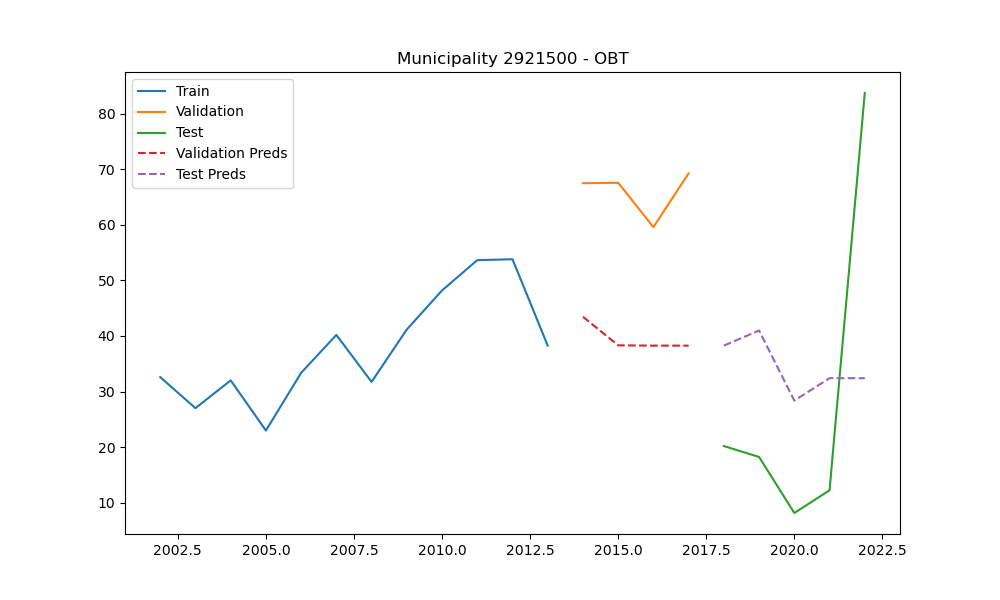 Municipality 2921500 - OBT
Train
Validation
Test
Validation Preds
Test Preds
80
70
60
50
40
30
20
10
2002.5 2005.0 2007.5 2010.0 2012.5 2015.0 2017.5 2020.0 2022.5